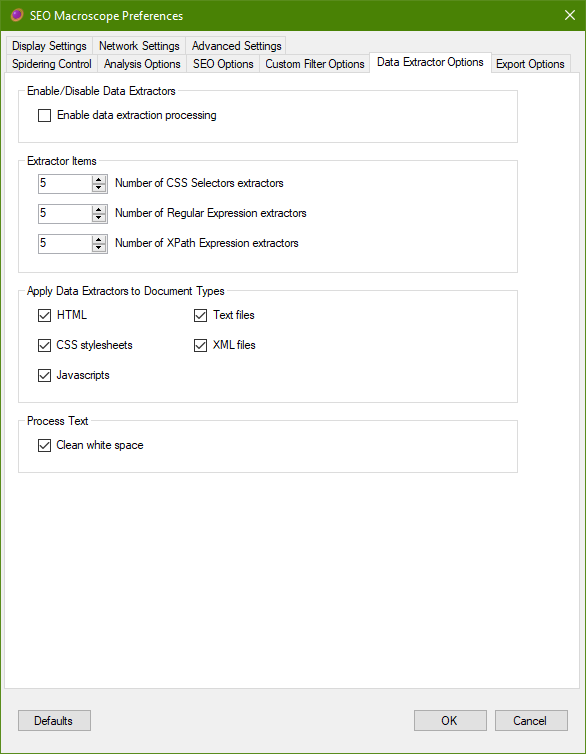 SEO Macroscope Preferences
Display Settings Network Settings Advanced Settings
Spidering Control Analysis Options SEO Options Custom Filter Options Data Extractor Options Export Options
Enable/Disable Data Extractors
Enable data extraction processing
Extractor Items
5 Number of CSS Selectors extractors
5 Number of Regular Expression extractors
5 Number of XPath Expression extractors
Apply Data Extractors to Document Types
HTML Text files
CSS stylesheets XML files
Javascripts
Process Text
Clean white space
Defaults OK Cancel